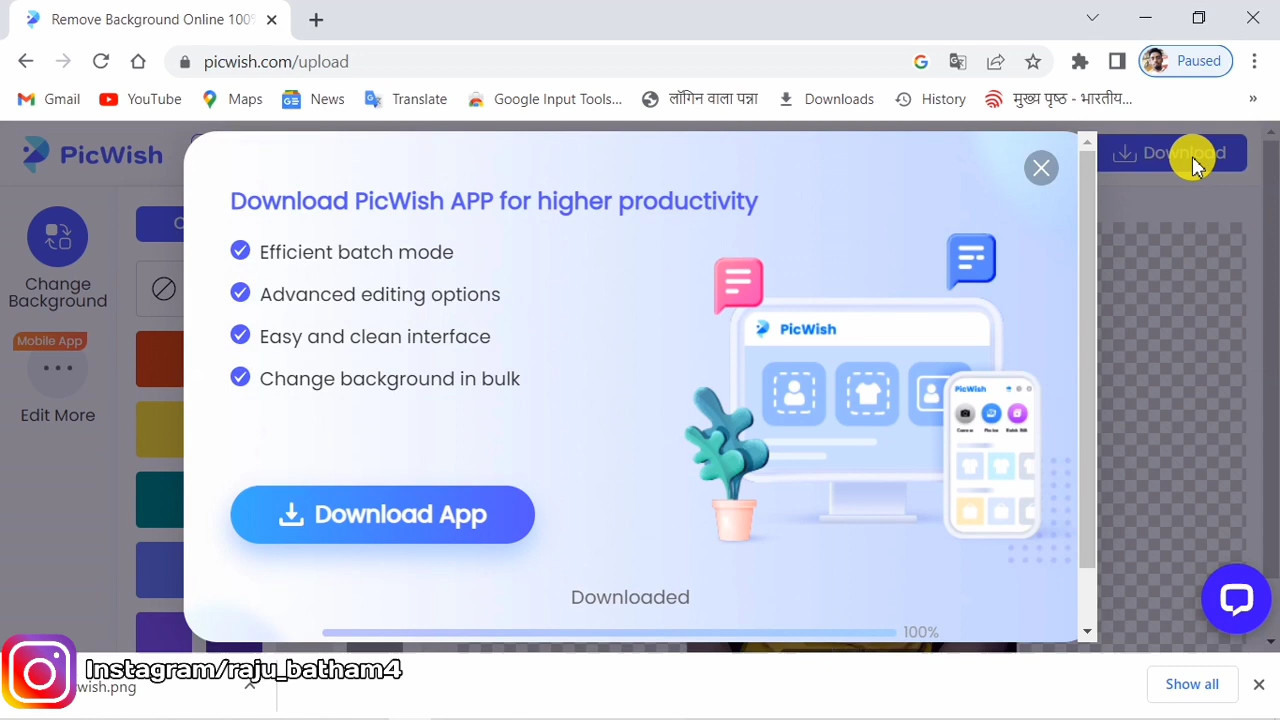 Remove Background Online 100%
picwish.com/upload
Paused
Gmail YouTube Maps News Translate Google Input Tools... लॉगिन वाला पन्ना Downloads History मुख्य पृष्ठ - भारतीय... »
PicWish
Download
Download PicWish APP for higher productivity
Efficient batch mode
Advanced editing options
Easy and clean interface
Change background in bulk
PicWish
PicWish
Download App
Downloaded
100%
Change
Background
Mobile App
Edit More
Instagram/raju_batham4
wish.png
Show all